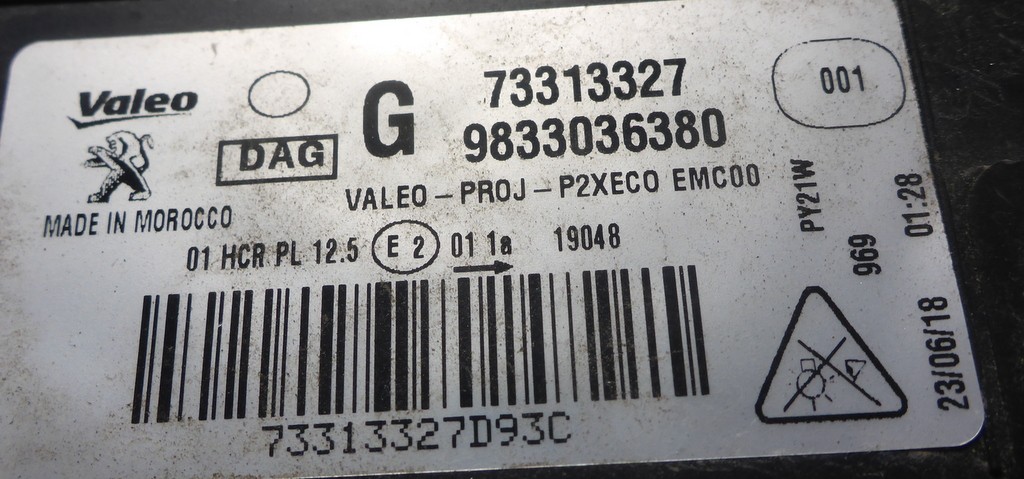 Valeo
DAG
MADE IN MOROCCO
G
73313327
9833036380
001
VALEO - PROJ - P2XECO EMC00
01 HCR PL 12.5 E 2 01 1a 19048
PY21W
969
01:28
23/06/18
73313327D93C